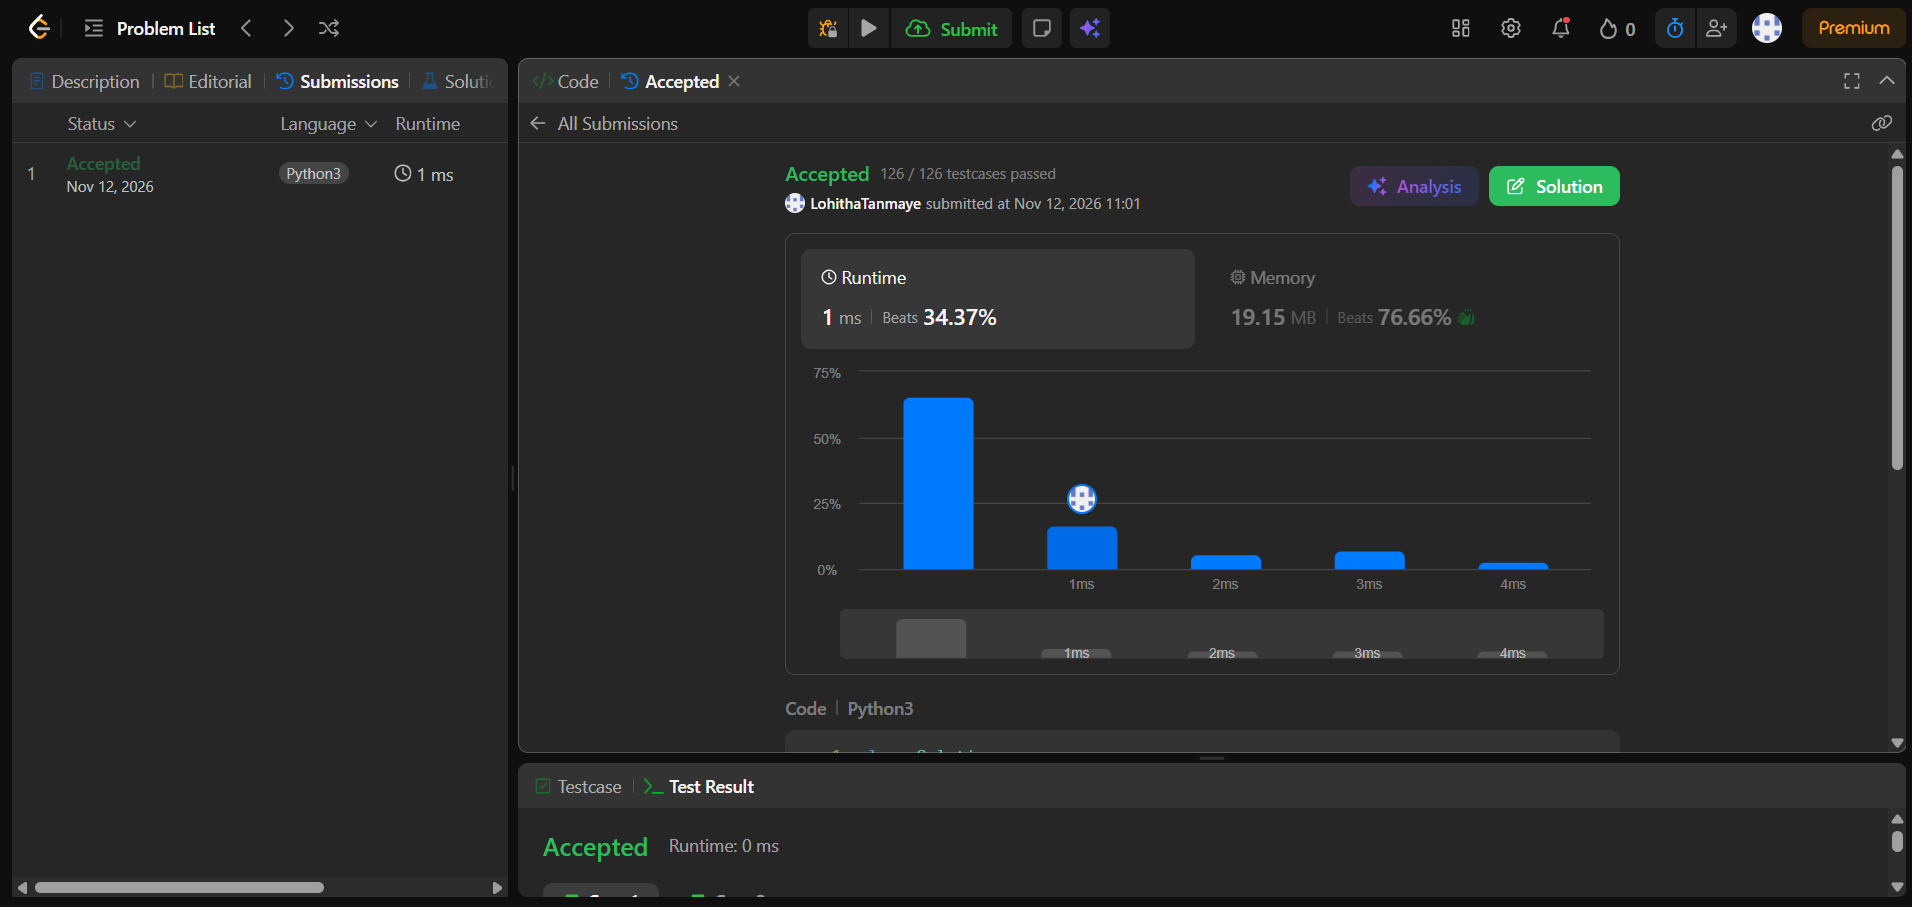 Problem List
Submit
0
Premium
Description
Editorial
Submissions
Status
Language
Runtime
1
Accepted
Nov 12, 2026
Python3
1 ms
Code
Accepted
All Submissions
Accepted 126 / 126 testcases passed
LohithaTanmaye submitted at Nov 12, 2026 11:01
Analysis
Solution
Runtime
1 ms
Beats 34.37%
Memory
19.15 MB
Beats 76.66%
75%
50%
25%
0%
1ms
2ms
3ms
4ms
1ms
2ms
3ms
4ms
Code
Python3
Testcase
Test Result
Accepted
Runtime: 0 ms